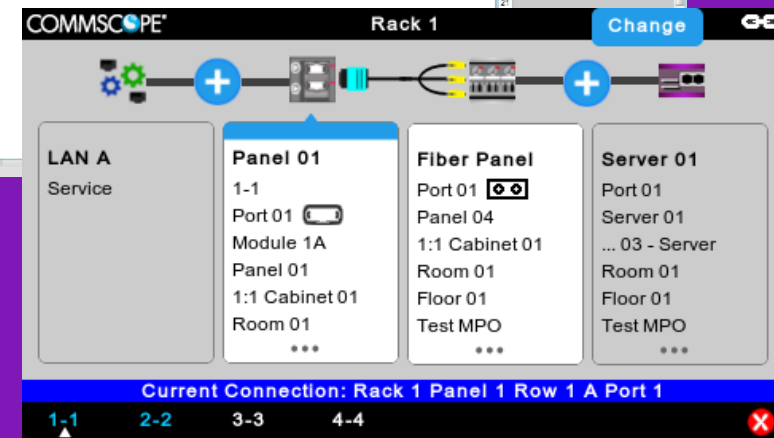 COMMSCOPE®
Rack 1
Change
LAN A
Service
Panel 01
1-1
Port 01
Module 1A
Panel 01
1:1 Cabinet 01
Room 01
Fiber Panel
Port 01
Panel 04
1:1 Cabinet 01
Room 01
Floor 01
Test MPO
Server 01
Port 01
Server 01
... 03 - Server
Room 01
Floor 01
Test MPO
Current Connection: Rack 1 Panel 1 Row 1 A Port 1
1-1 2-2 3-3 4-4